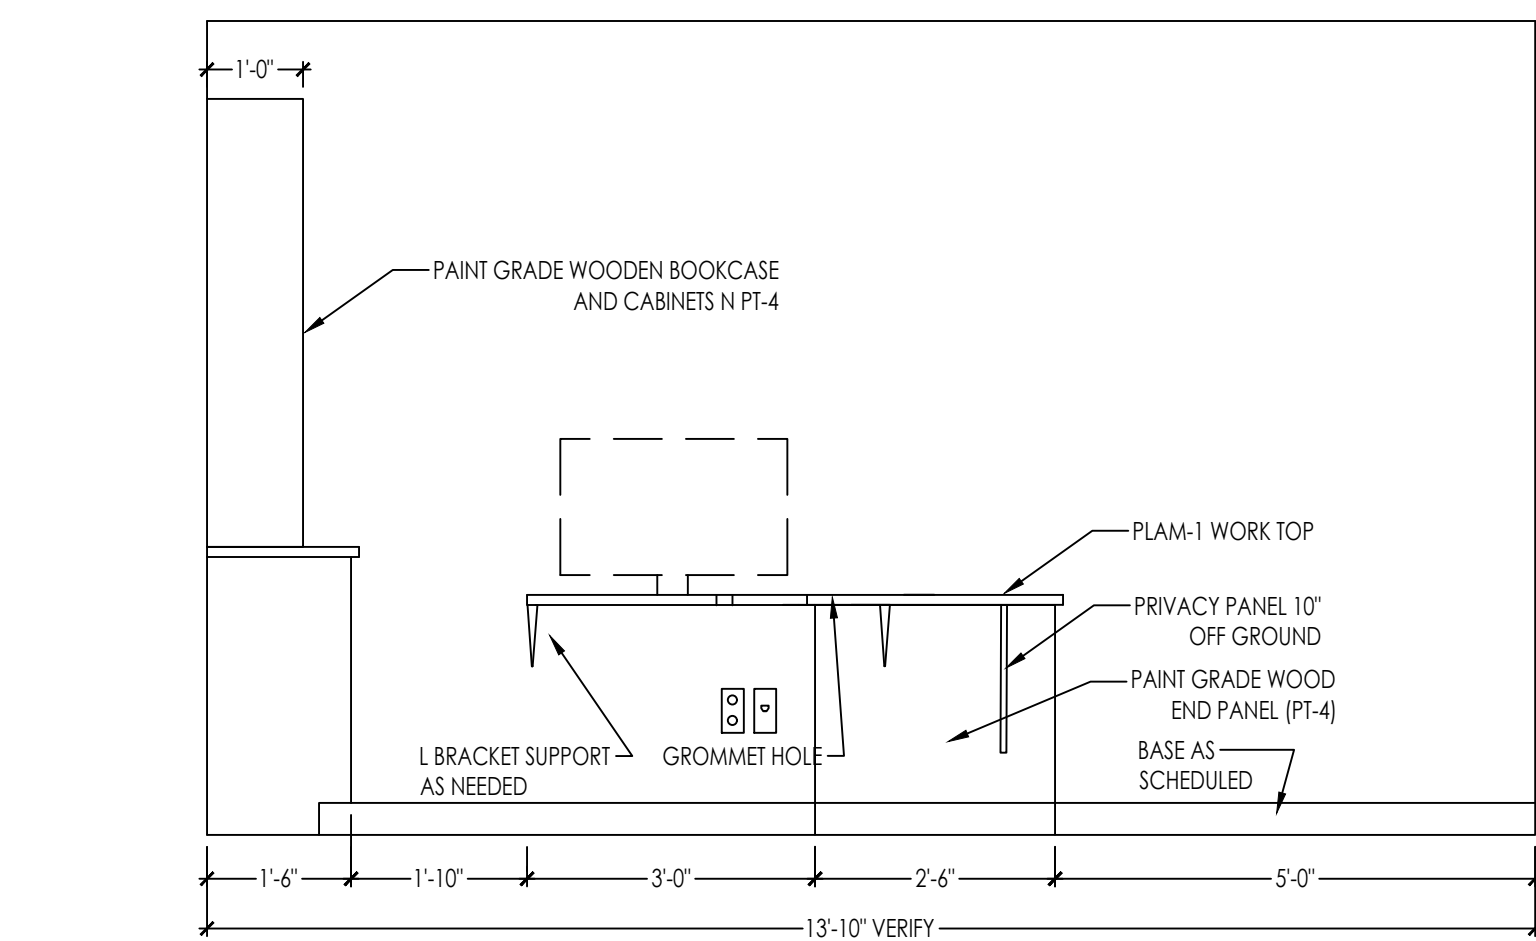 1'-0"
PAINT GRADE WOODEN BOOKCASE
AND CABINETS N PT-4
PLAM-1 WORK TOP
PRIVACY PANEL 10"
OFF GROUND
PAINT GRADE WOOD
END PANEL (PT-4)
L BRACKET SUPPORT
AS NEEDED
GROMMET HOLE
BASE AS
SCHEDULED
1'-6"
1'-10"
3'-0"
2'-6"
5'-0"
13'-10" VERIFY